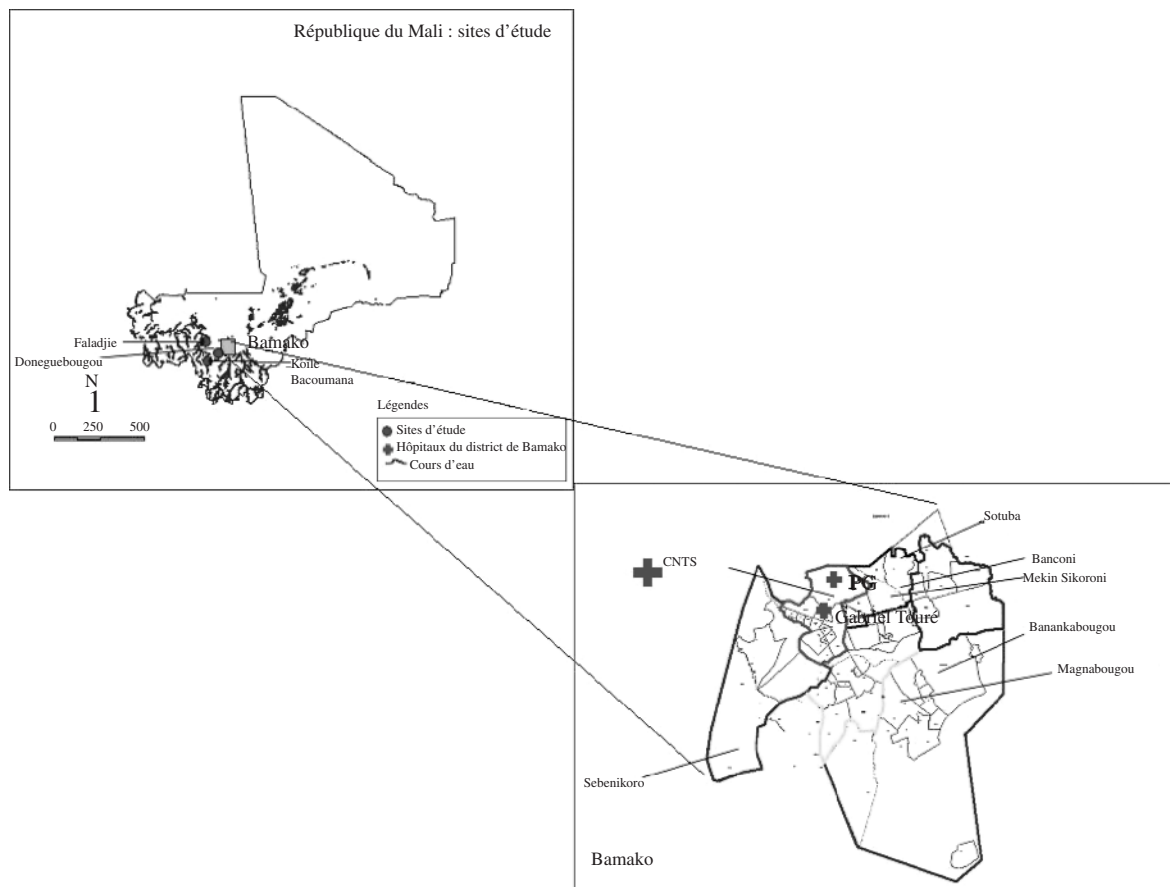 République du Mali : sites d'étude
Faladjie
Bamako
Doneguebougou
Koile
Bacoumana
N
1
0 250 500
Légendes
Sites d'étude
Hôpitaux du district de Bamako
Cours d'eau
Sotuba
CNTS
Banconi
PG
Mekin Sikoroni
Gabriel Touré
Banankabougou
Magnabougou
Sebenikoro
Bamako